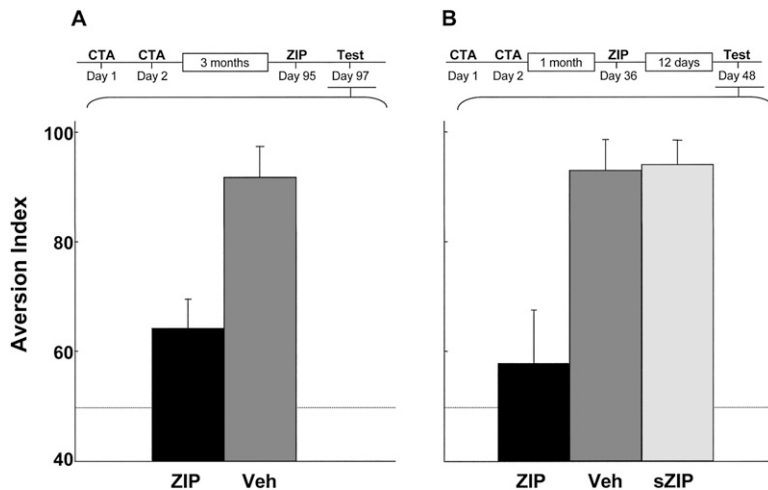 A
CTA CTA 3 months ZIP Test
Day 1 Day 2 Day 95 Day 97
B
CTA CTA 1 month ZIP 12 days Test
Day 1 Day 2 Day 36 Day 48
Aversion Index
100
80
60
40
ZIP Veh
ZIP Veh sZIP